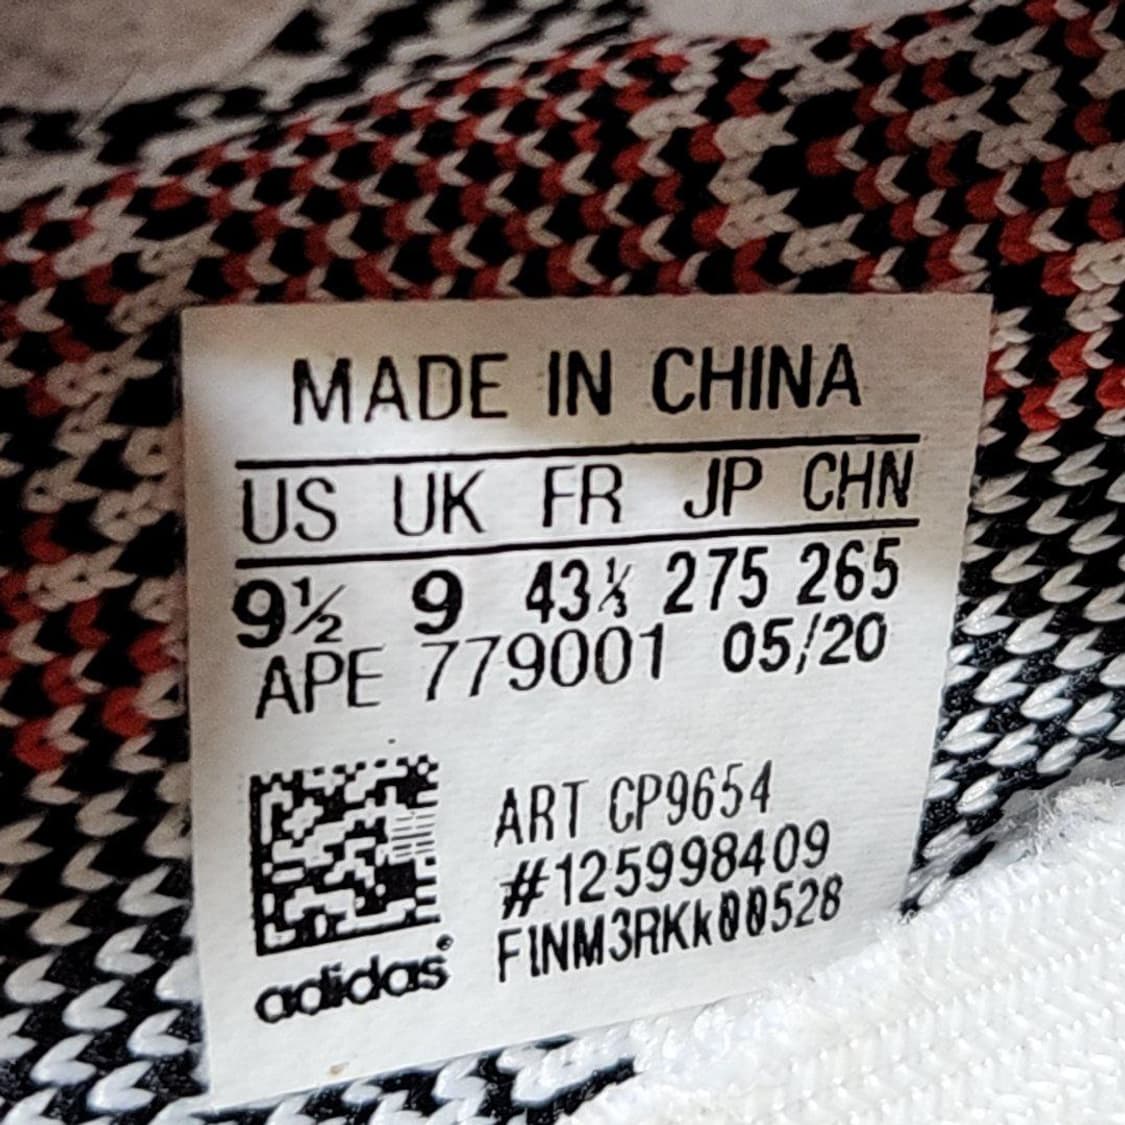 MADE IN CHINA
US UK FR JP CHN
9½ 9 43⅓ 275 265
APE 779001 05/20
ART CP9654
#125998409
FINM3RKk00528
adidas